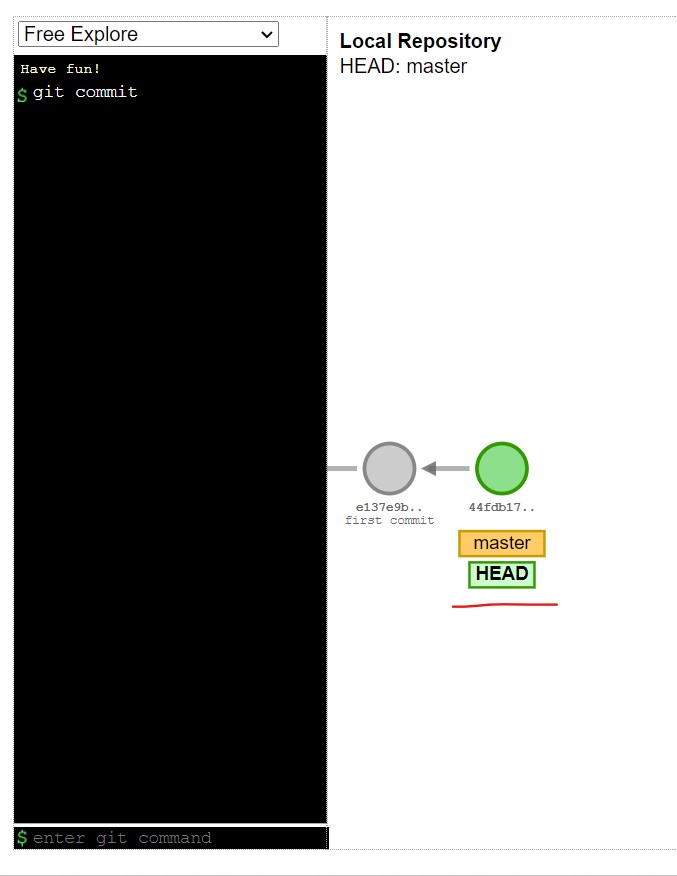 Free Explore
Have fun!
$ git commit
Local Repository
HEAD: master
e137e9b..
first commit
44fdb17..
master
HEAD
$ enter git command